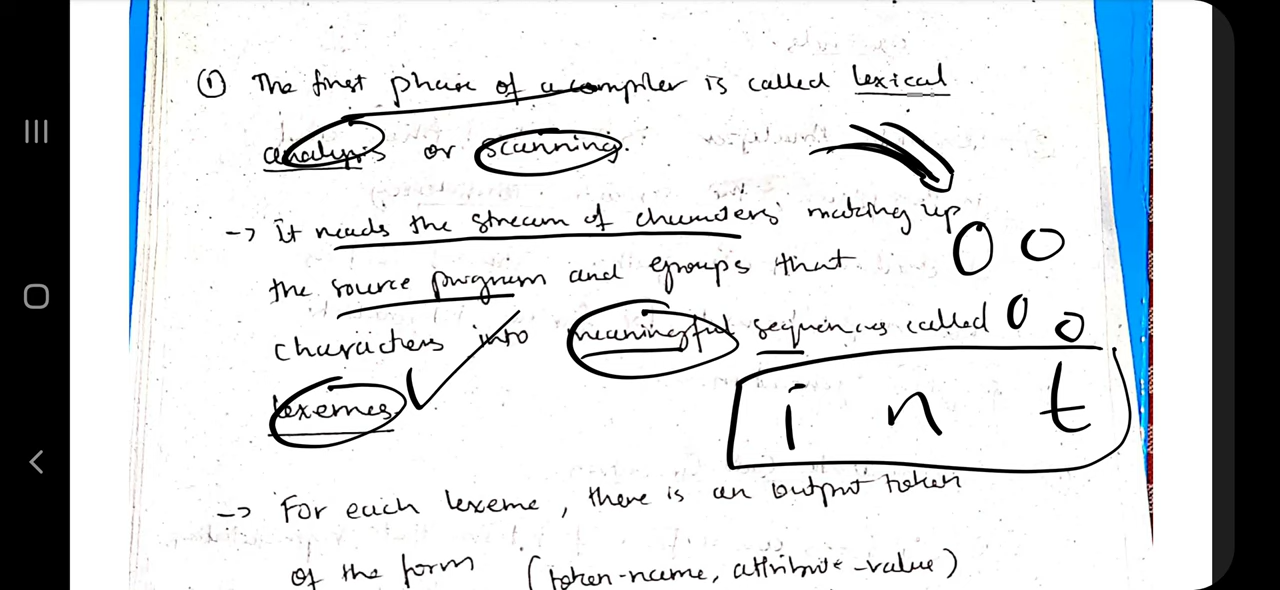 ① The first phase of a compiler is called lexical
analysis or scanning.
-> It reads the stream of characters making up
the source program and groups that
characters into meaningful sequences called
lexemes.
i n t
-> For each lexeme, there is an output token
of the form (token-name, attribute-value)